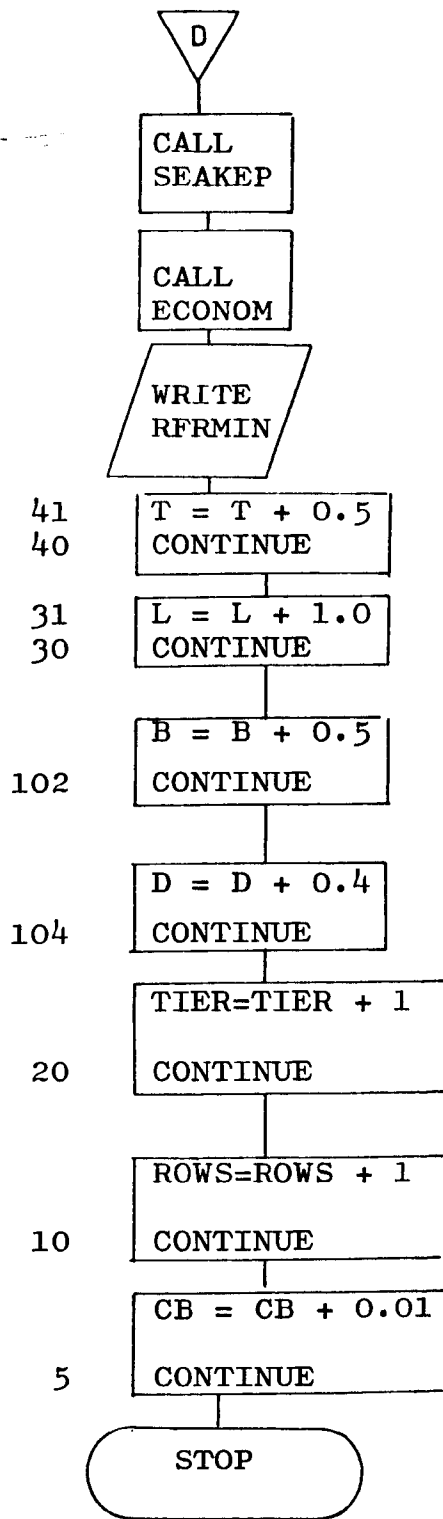 D
CALL
SEAKEP
CALL
ECONOM
WRITE
RFRMIN
41 T = T + 0.5
40 CONTINUE
31 L = L + 1.0
30 CONTINUE
B = B + 0.5
102 CONTINUE
D = D + 0.4
104 CONTINUE
TIER=TIER + 1
20 CONTINUE
ROWS=ROWS + 1
10 CONTINUE
CB = CB + 0.01
5 CONTINUE
STOP